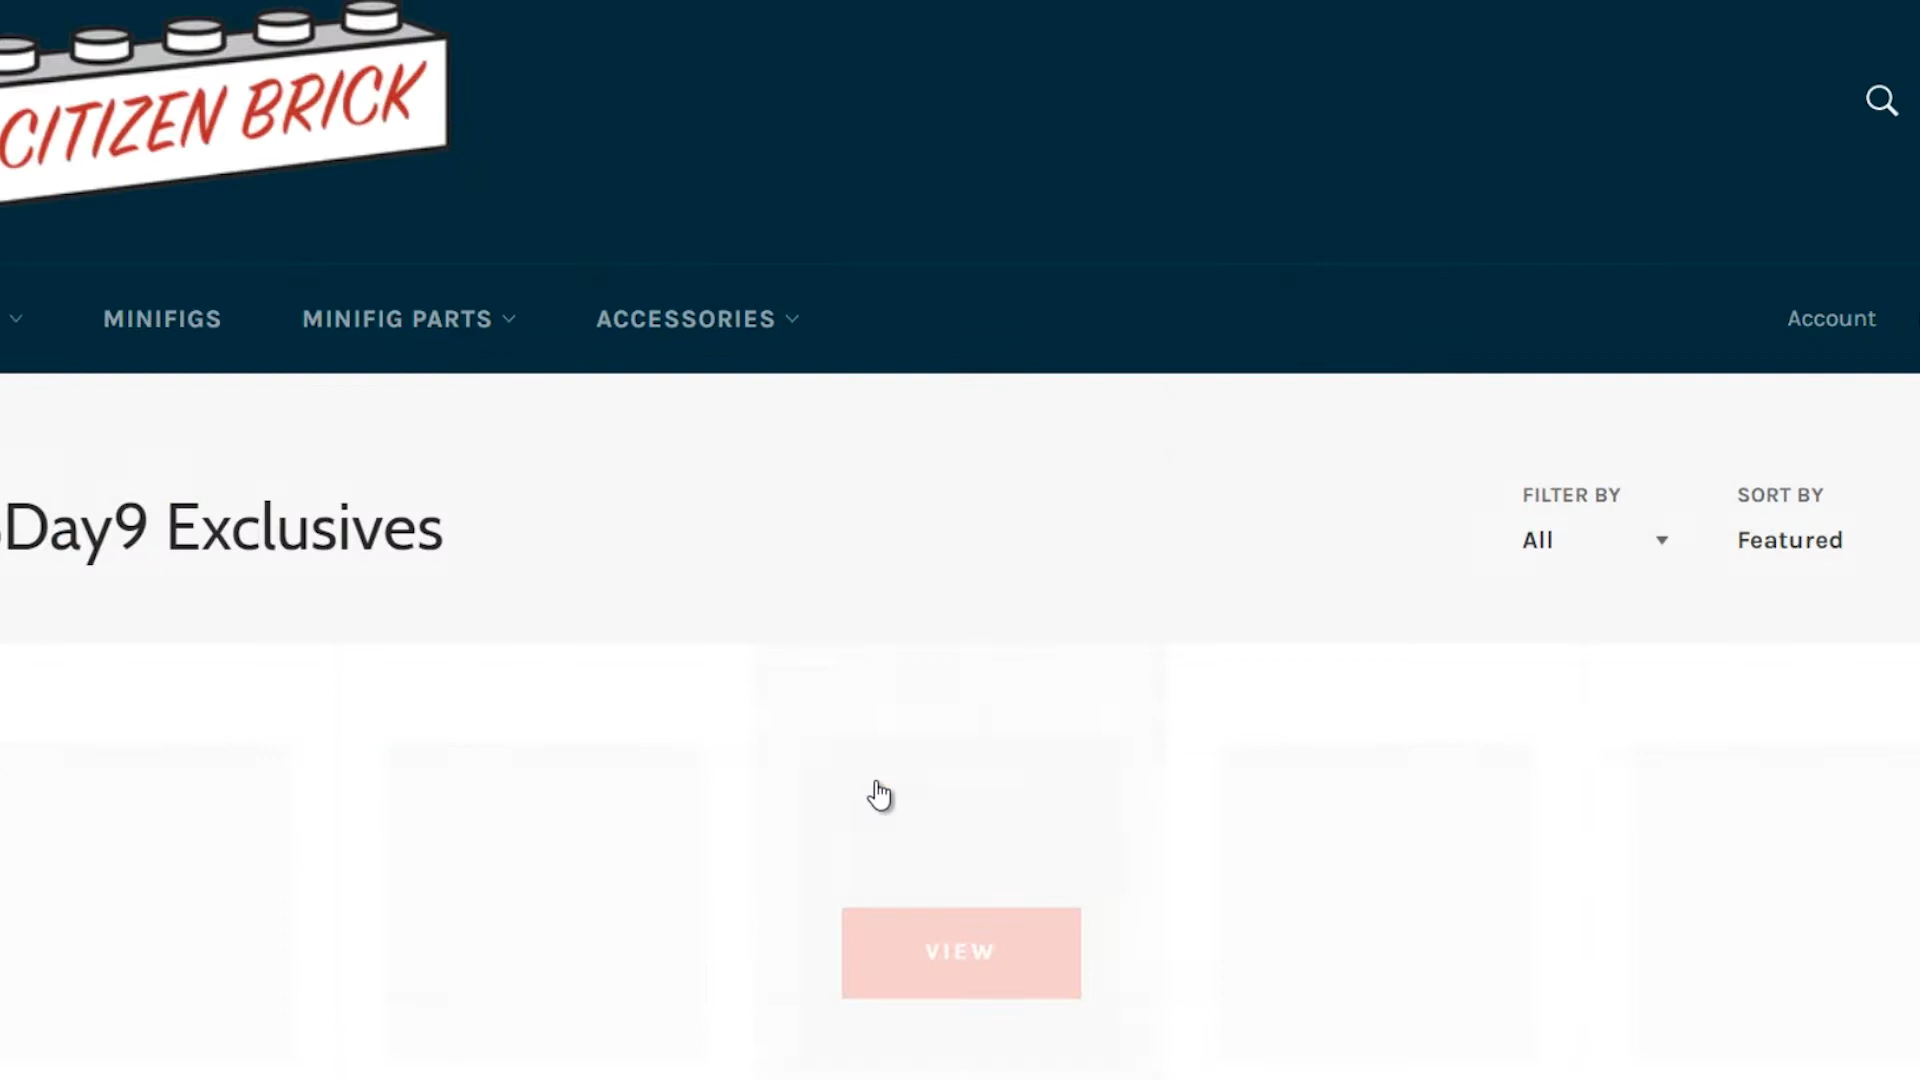 CITIZEN BRICK
MINIFIGS
MINIFIG PARTS
ACCESSORIES
Account
Day9 Exclusives
FILTER BY
SORT BY
All
Featured
VIEW